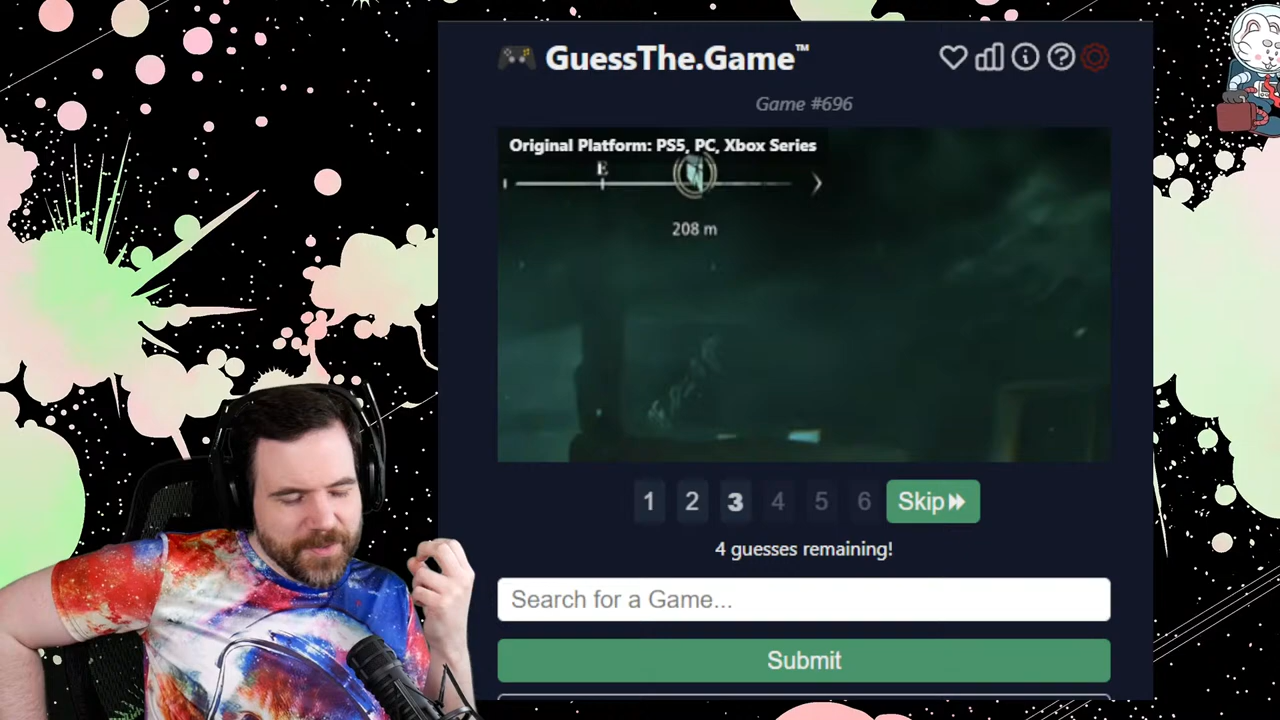 GuessThe.Game™
Game #696
Original Platform: PS5, PC, Xbox Series
E
208 m
1 2 3 4 5 6 Skip
4 guesses remaining!
Search for a Game...
Submit